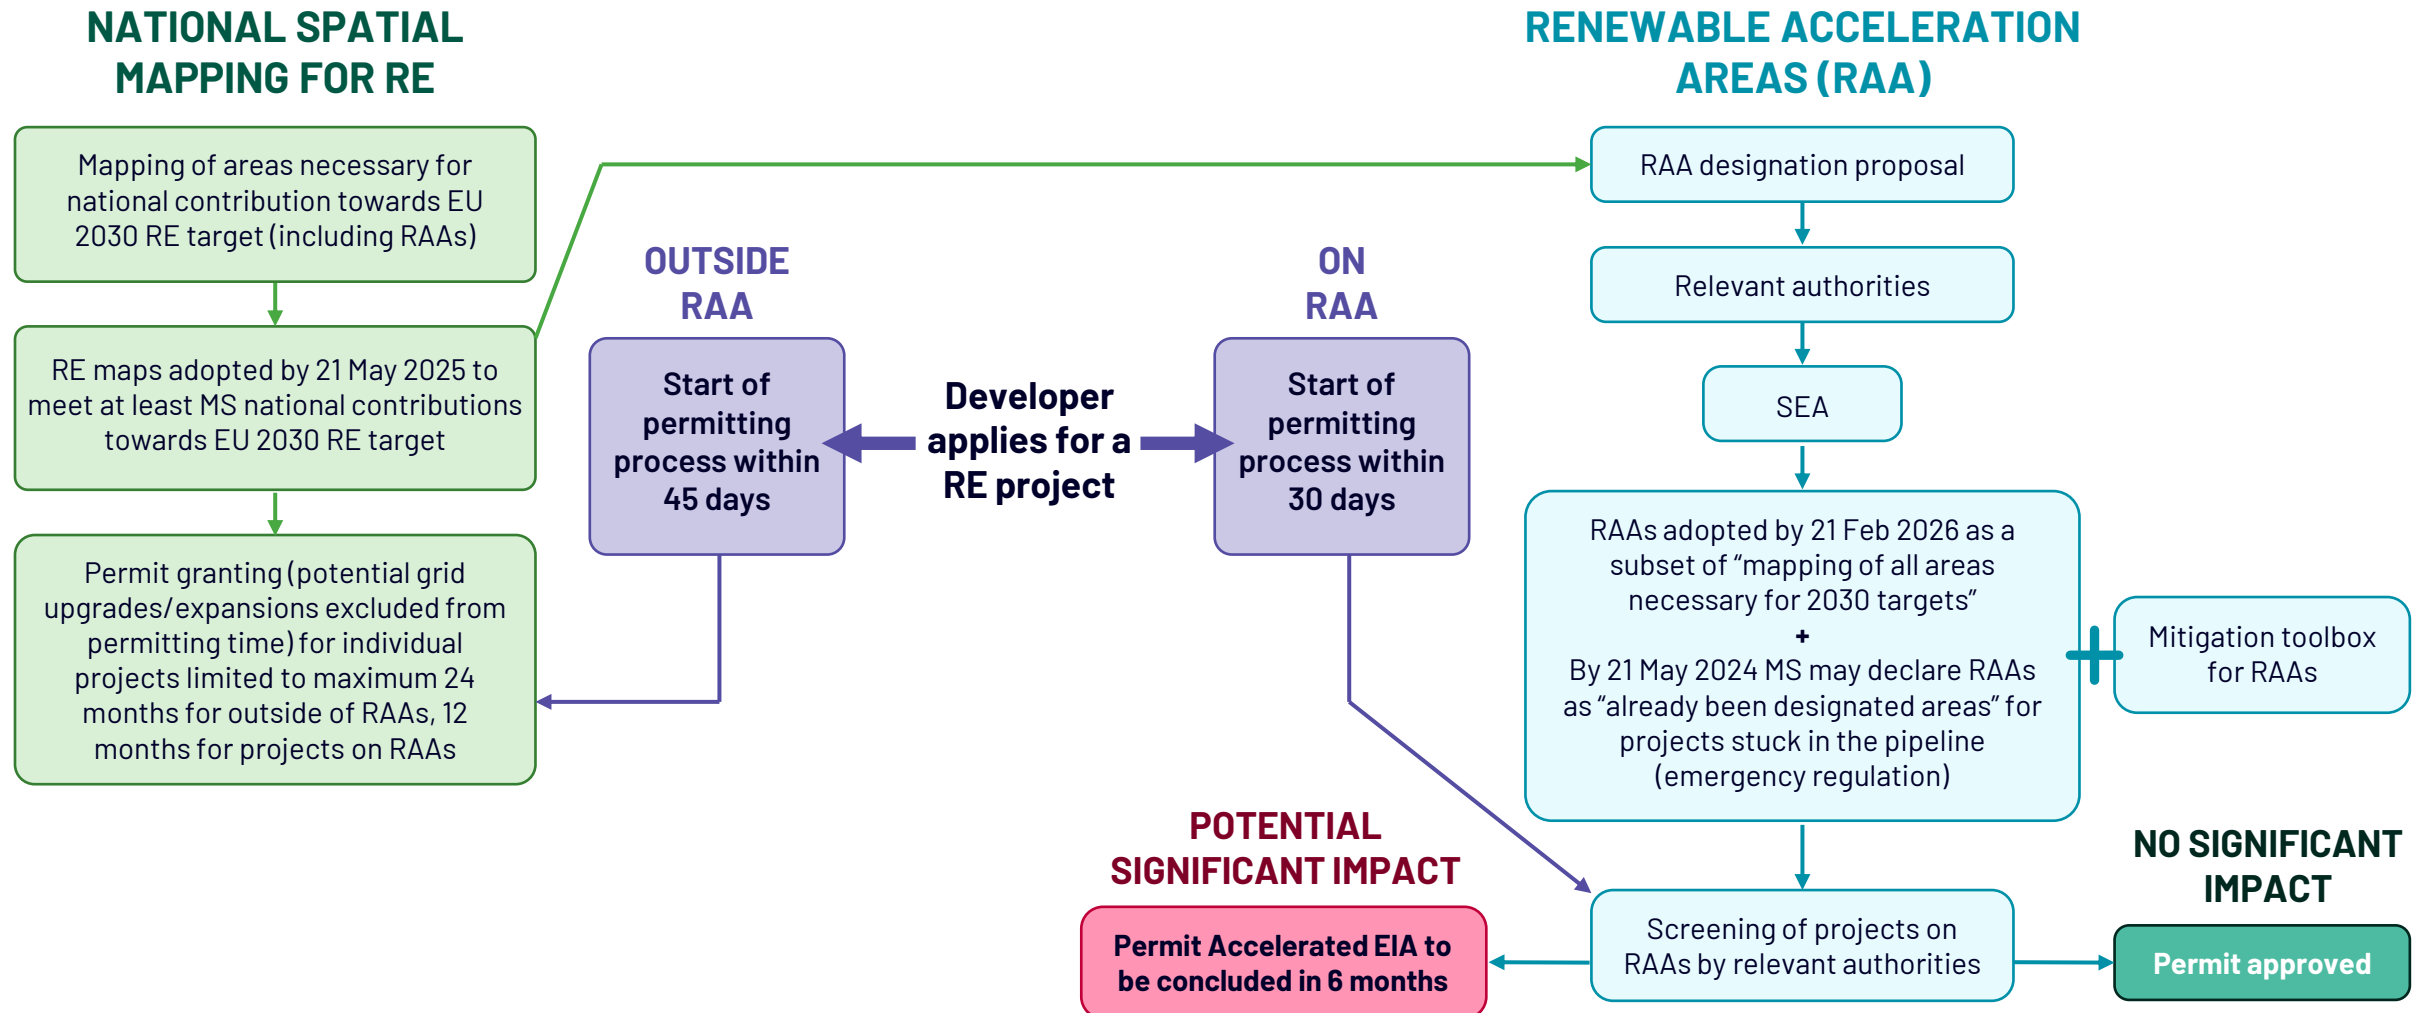 NATIONAL SPATIAL
MAPPING FOR RE
Mapping of areas necessary for
national contribution towards EU
2030 RE target (including RAAs)
RE maps adopted by 21 May 2025 to
meet at least MS national contributions
towards EU 2030 RE target
Permit granting (potential grid
upgrades/expansions excluded from
permitting time) for individual
projects limited to maximum 24
months for outside of RAAs, 12
months for projects on RAAs
OUTSIDE
RAA
Start of
permitting
process within
45 days
Developer
applies for a
RE project
ON
RAA
Start of
permitting
process within
30 days
RENEWABLE ACCELERATION
AREAS (RAA)
RAA designation proposal
Relevant authorities
SEA
RAAs adopted by 21 Feb 2026 as a
subset of “mapping of all areas
necessary for 2030 targets”
+
By 21 May 2024 MS may declare RAAs
as “already been designated areas” for
projects stuck in the pipeline
(emergency regulation)
Mitigation toolbox
for RAAs
Screening of projects on
RAAs by relevant authorities
POTENTIAL
SIGNIFICANT IMPACT
Permit Accelerated EIA to
be concluded in 6 months
NO SIGNIFICANT
IMPACT
Permit approved